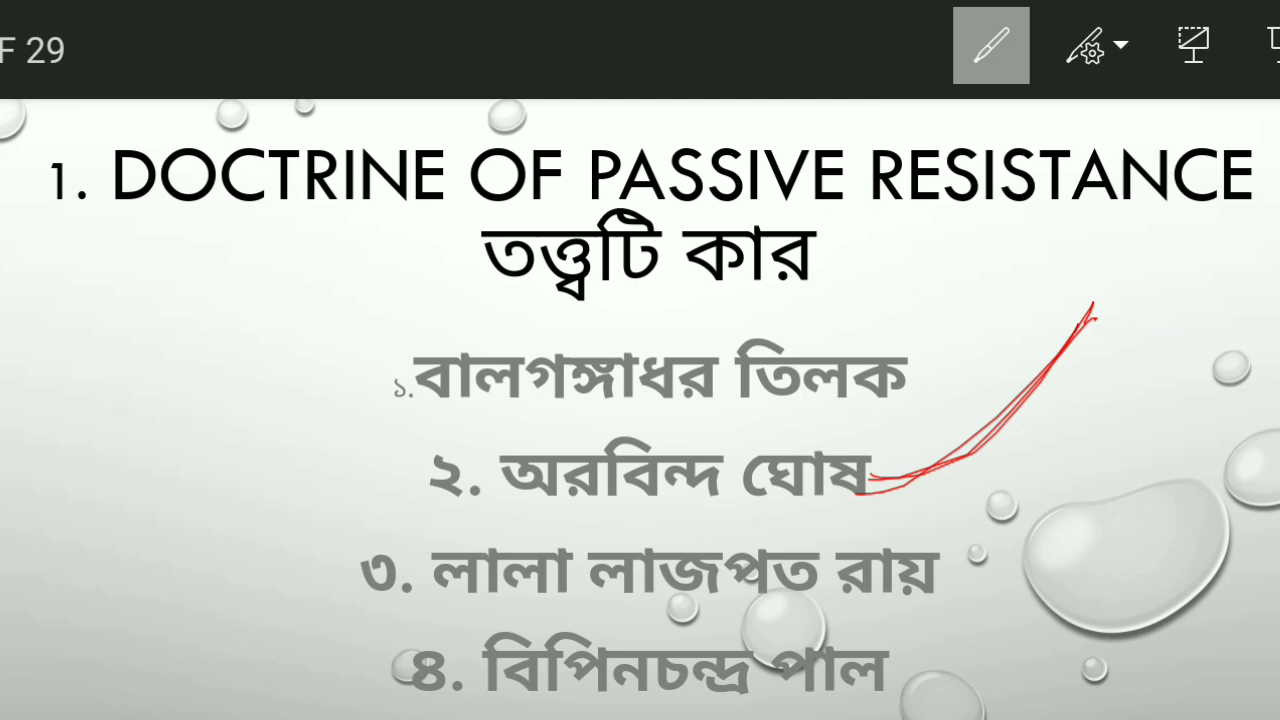 F 29
1. DOCTRINE OF PASSIVE RESISTANCE
তত্ত্বটি কার
১.বালগঙ্গাধর তিলক
২. অরবিন্দ ঘোষ
৩. লালা লাজপত রায়
৪. বিপিনচন্দ্র পাল